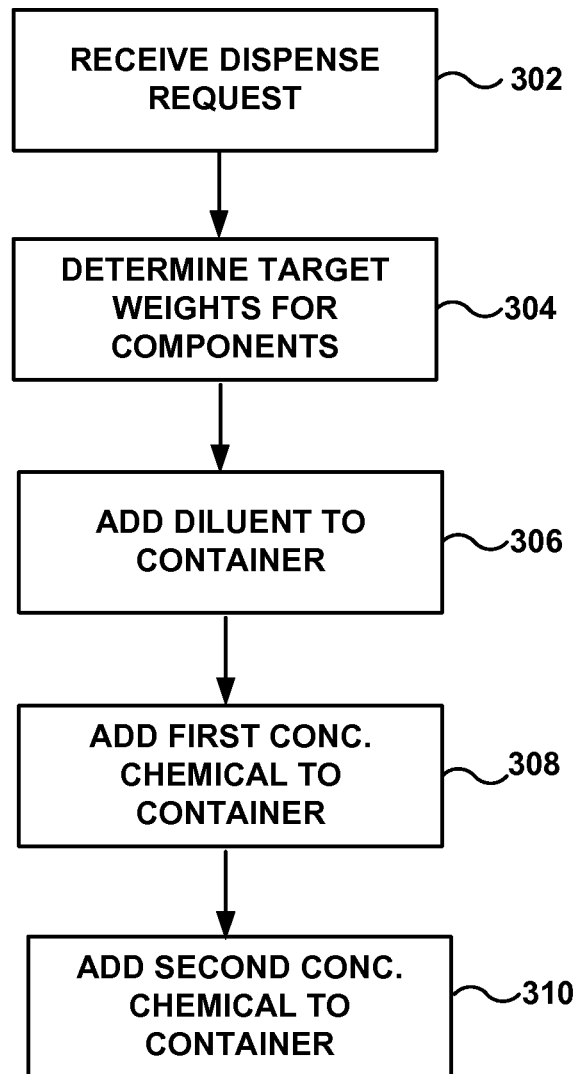 RECEIVE DISPENSE
REQUEST
302
DETERMINE TARGET
WEIGHTS FOR
COMPONENTS
304
ADD DILUENT TO
CONTAINER
306
ADD FIRST CONC.
CHEMICAL TO
CONTAINER
308
ADD SECOND CONC.
CHEMICAL TO
CONTAINER
310